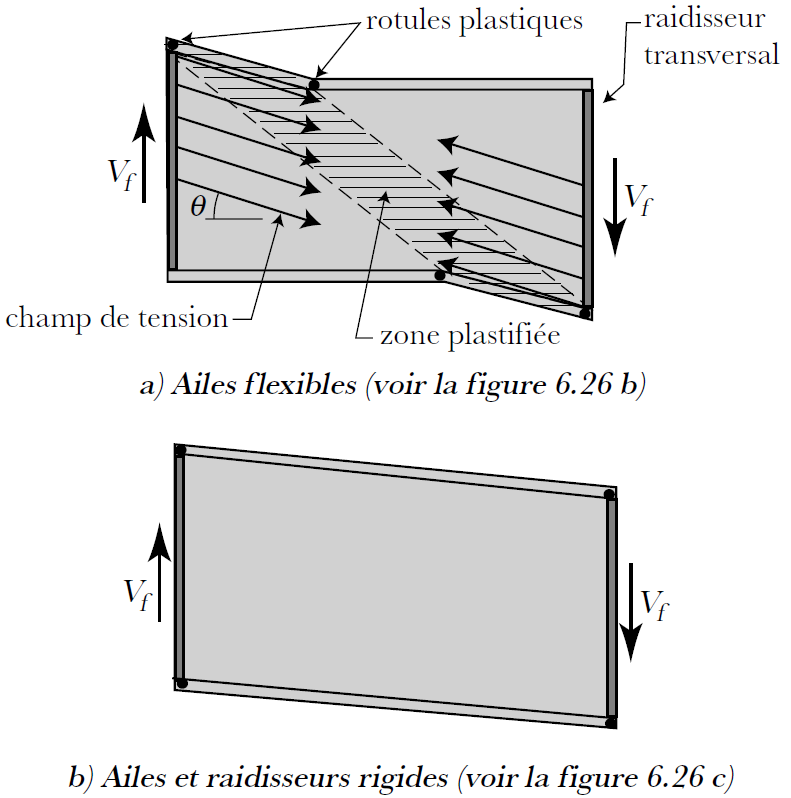 rotules plastiques
raidisseur
transversal
V_f
V_f
θ
champ de tension
zone plastifiée
a) Ailes flexibles (voir la figure 6.26 b)
V_f
V_f
b) Ailes et raidisseurs rigides (voir la figure 6.26 c)